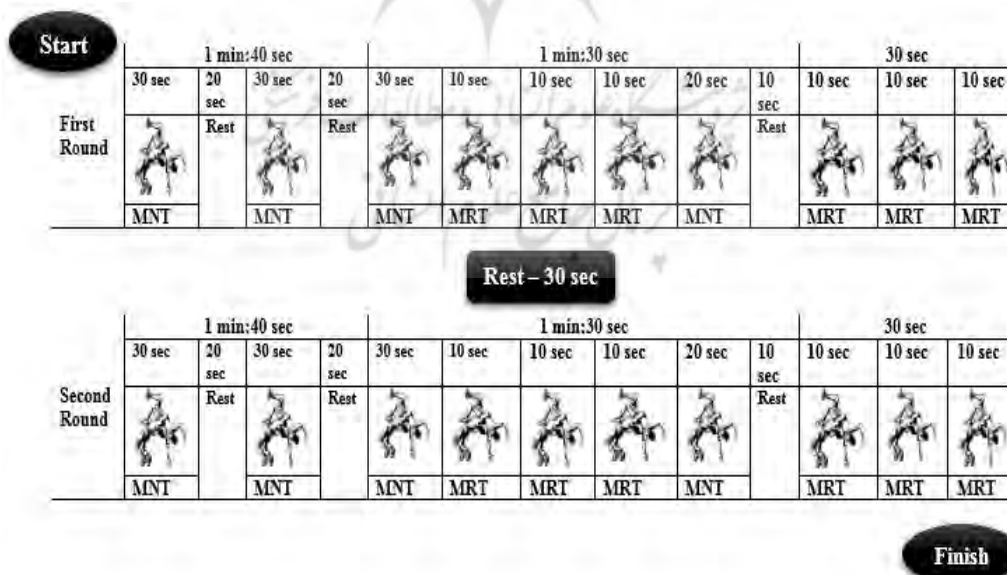 Start
1 min:40 sec 1 min:30 sec 30 sec
30 sec 20 sec 30 sec 20 sec 30 sec 10 sec 10 sec 10 sec 20 sec 10 sec 10 sec 10 sec 10 sec
First Round Rest Rest Rest
MNT MNT MNT MRT MRT MRT MNT MRT MRT MRT
Rest – 30 sec
1 min:40 sec 1 min:30 sec 30 sec
30 sec 20 sec 30 sec 20 sec 30 sec 10 sec 10 sec 10 sec 20 sec 10 sec 10 sec 10 sec 10 sec
Second Round Rest Rest Rest
MNT MNT MNT MRT MRT MRT MNT MRT MRT MRT
Finish